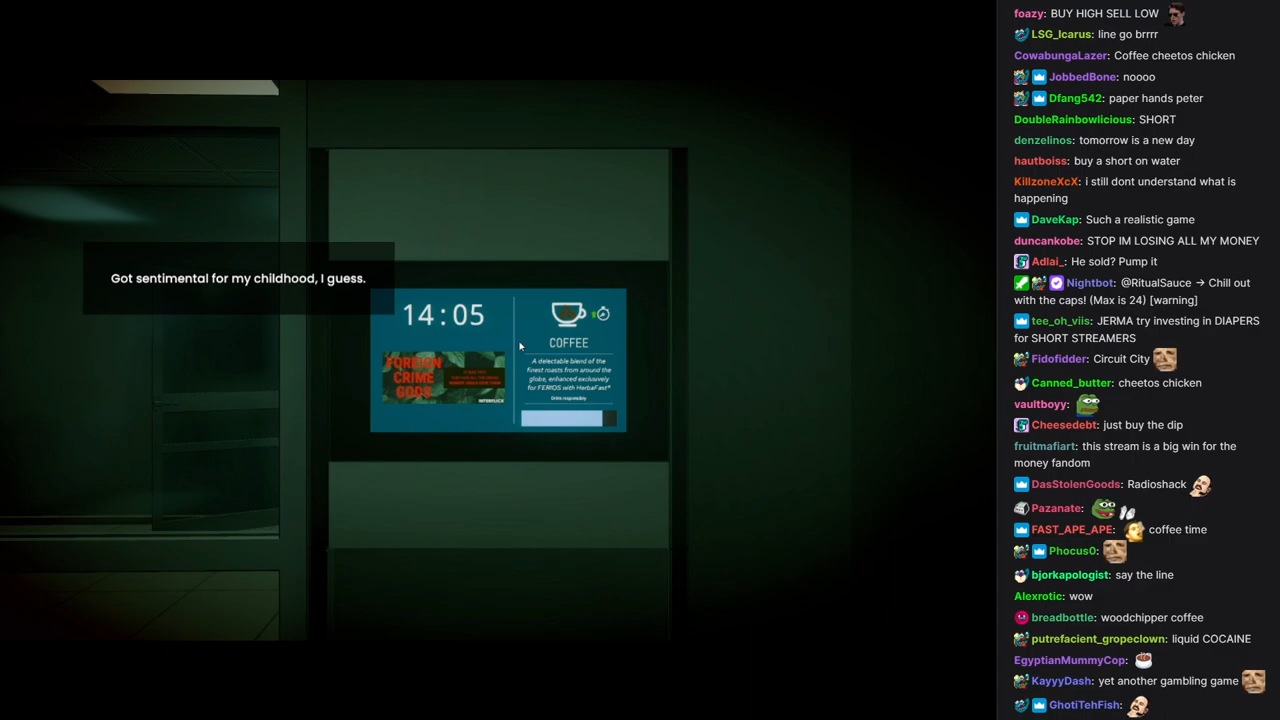 Got sentimental for my childhood, I guess.
14:05
FOREIGN
CRIME
GODS
INTERFLICK
COFFEE
A delectable blend of the
finest roasts from around the
globe, enhanced exclusively
for FERIOS with HerbaFast®
Drink responsibly
foazy: BUY HIGH SELL LOW
LSG_Icarus: line go brrr
CowabungaLazer: Coffee cheetos chicken
JobbedBone: noooo
Dfang542: paper hands peter
DoubleRainbowlicious: SHORT
denzelinos: tomorrow is a new day
hautboiss: buy a short on water
KillzoneXcX: i still dont understand what is
happening
DaveKap: Such a realistic game
duncankobe: STOP IM LOSING ALL MY MONEY
Adlai_: He sold? Pump it
Nightbot: @RitualSauce → Chill out
with the caps! (Max is 24) [warning]
tee_oh_viis: JERMA try investing in DIAPERS
for SHORT STREAMERS
Fidofidder: Circuit City
Canned_butter: cheetos chicken
vaultboyy:
Cheesedebt: just buy the dip
fruitmafiart: this stream is a big win for the
money fandom
DasStolenGoods: Radioshack
Pazanate:
FAST_APE_APE: coffee time
Phocus0:
bjorkapologist: say the line
Alexrotic: wow
breadbottle: woodchipper coffee
putrefacient_gropeclown: liquid COCAINE
EgyptianMummyCop:
KayyyDash: yet another gambling game
GhotiTehFish: